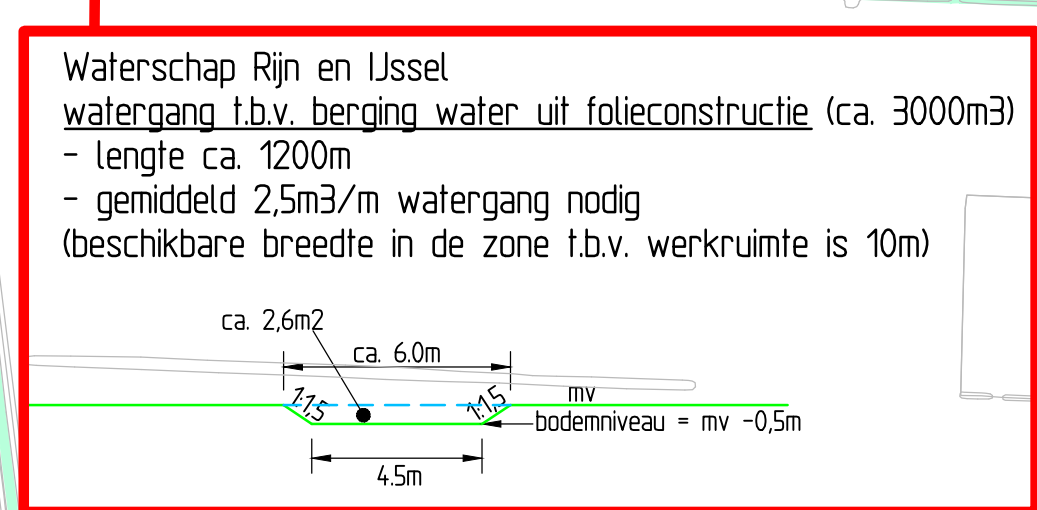 Waterschap Rijn en IJssel
watergang t.b.v. berging water uit folieconstructie (ca. 3000m3)
- lengte ca. 1200m
- gemiddeld 2,5m3/m watergang nodig
(beschikbare breedte in de zone t.b.v. werkruimte is 10m)
ca. 2,6m2
ca. 6.0m
1:1,5
1:1,5
mv
bodemniveau = mv -0,5m
4.5m